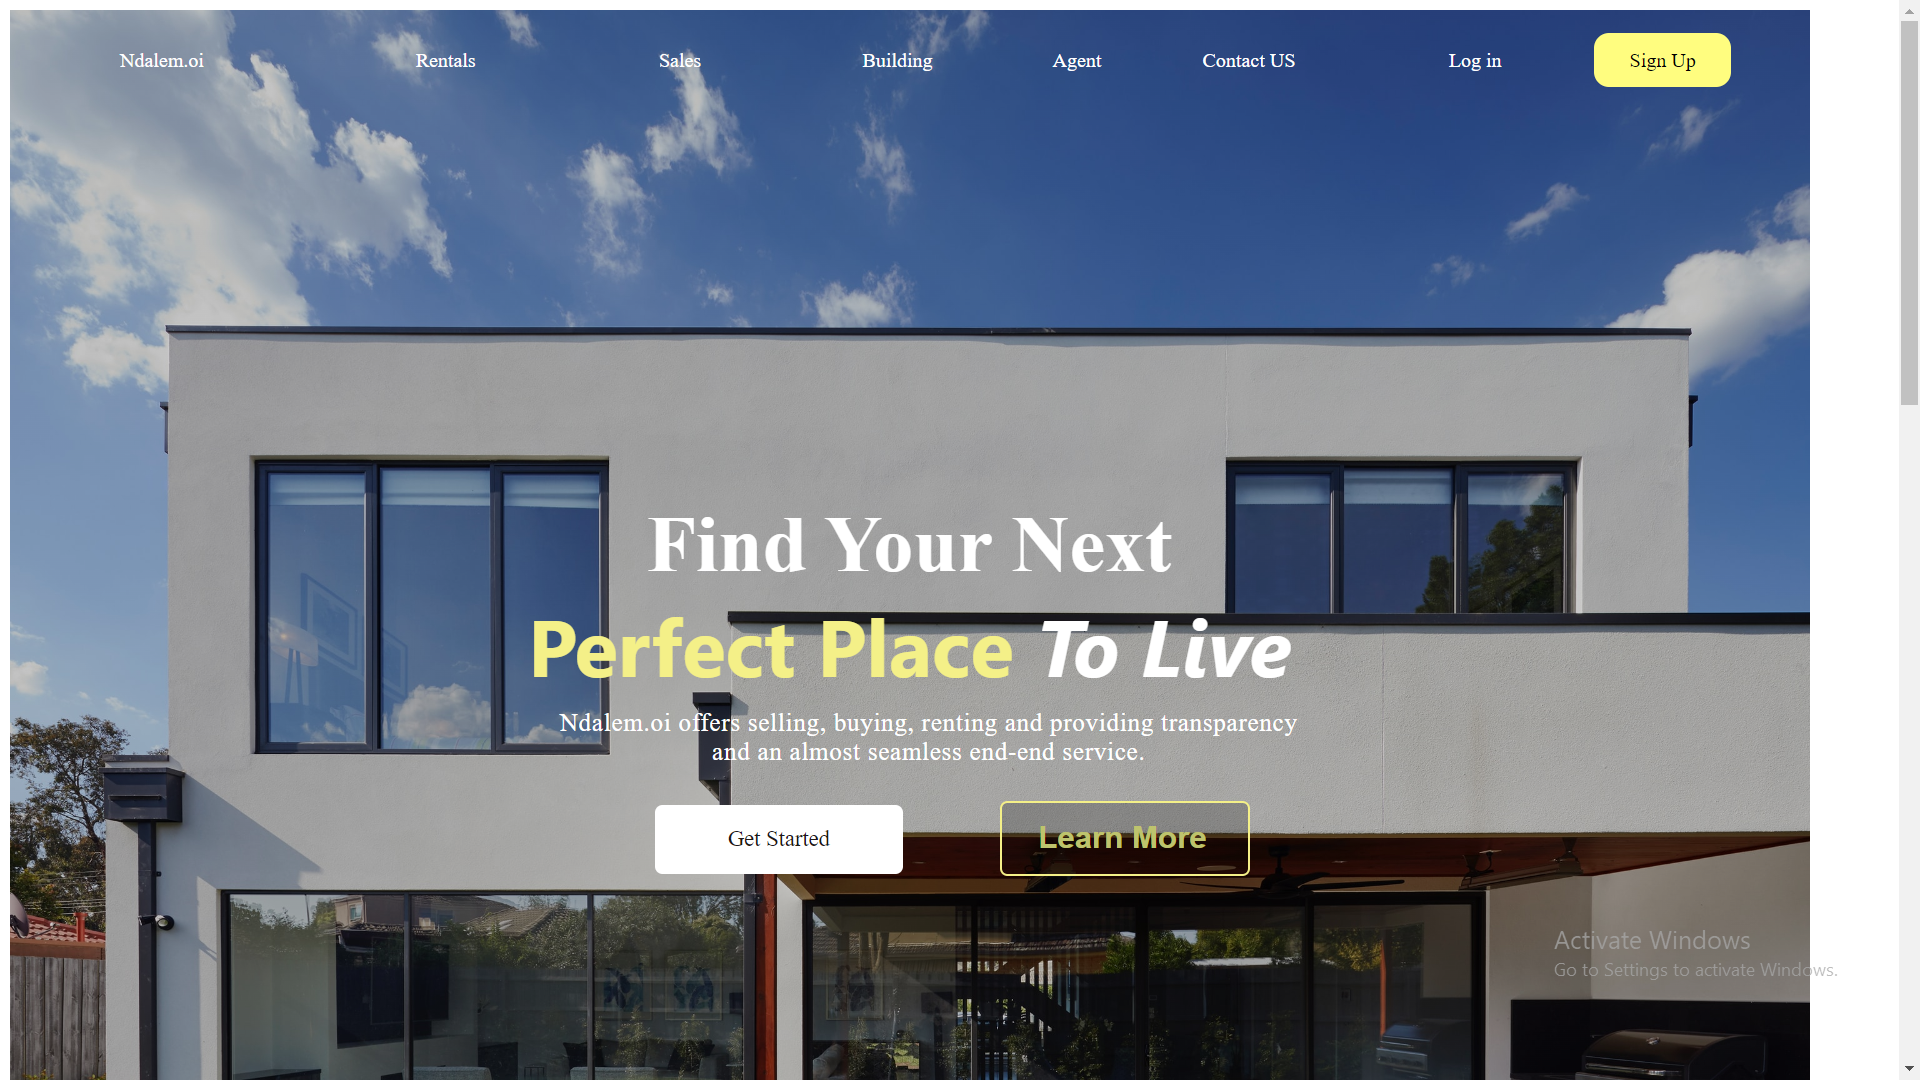 Ndalem.oi Rentals Sales Building Agent Contact US Log in Sign Up
Find Your Next
Perfect Place To Live
Ndalem.oi offers selling, buying, renting and providing transparency
and an almost seamless end-end service.
Get Started Learn More
Activate Windows
Go to Settings to activate Windows.